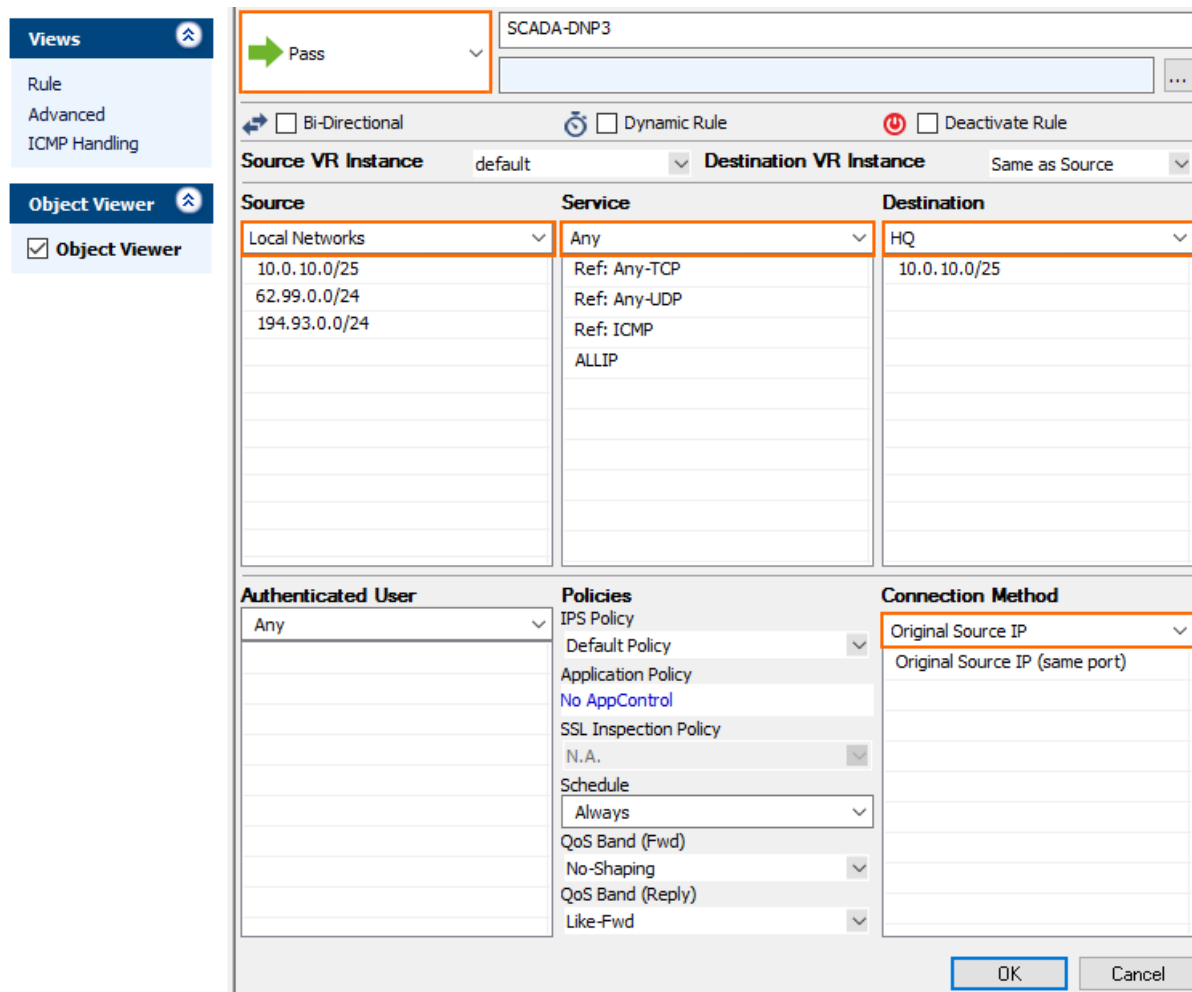 Views
Rule
Advanced
ICMP Handling
Object Viewer
Object Viewer
Pass
SCADA-DNP3
...
Bi-Directional
Dynamic Rule
Deactivate Rule
Source VR Instance
default
Destination VR Instance
Same as Source
Source
Local Networks
10.0.10.0/25
62.99.0.0/24
194.93.0.0/24
Service
Any
Ref: Any-TCP
Ref: Any-UDP
Ref: ICMP
ALLIP
Destination
HQ
10.0.10.0/25
Authenticated User
Any
Policies
IPS Policy
Default Policy
Application Policy
No AppControl
SSL Inspection Policy
N.A.
Schedule
Always
QoS Band (Fwd)
No-Shaping
QoS Band (Reply)
Like-Fwd
Connection Method
Original Source IP
Original Source IP (same port)
OK
Cancel